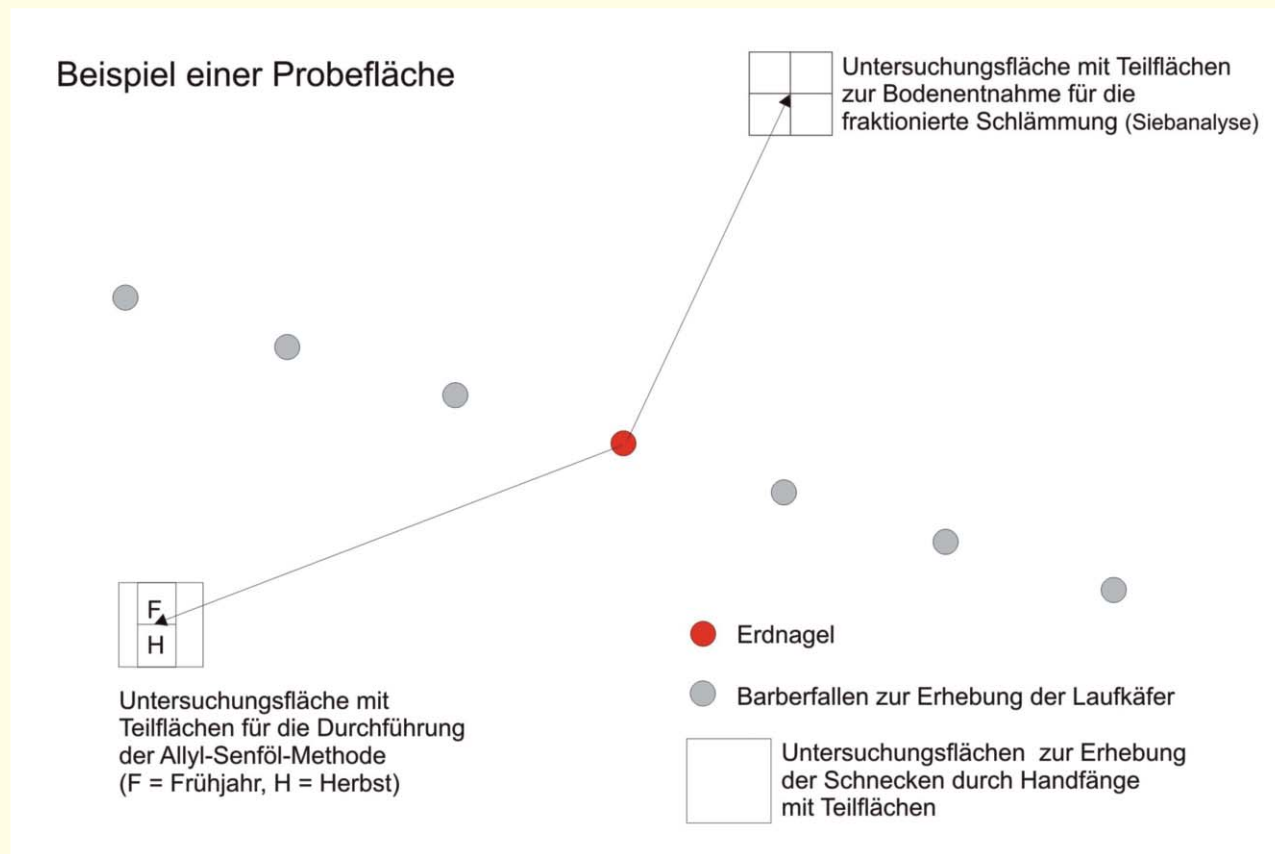 Beispiel einer Probefläche
Untersuchungsfläche mit Teilflächen
zur Bodenentnahme für die
fraktionierte Schlämmung (Siebanalyse)
F
H
Untersuchungsfläche mit
Teilflächen für die Durchführung
der Allyl-Senföl-Methode
(F = Frühjahr, H = Herbst)
Erdnagel
Barberfallen zur Erhebung der Laufkäfer
Untersuchungsflächen zur Erhebung
der Schnecken durch Handfänge
mit Teilflächen